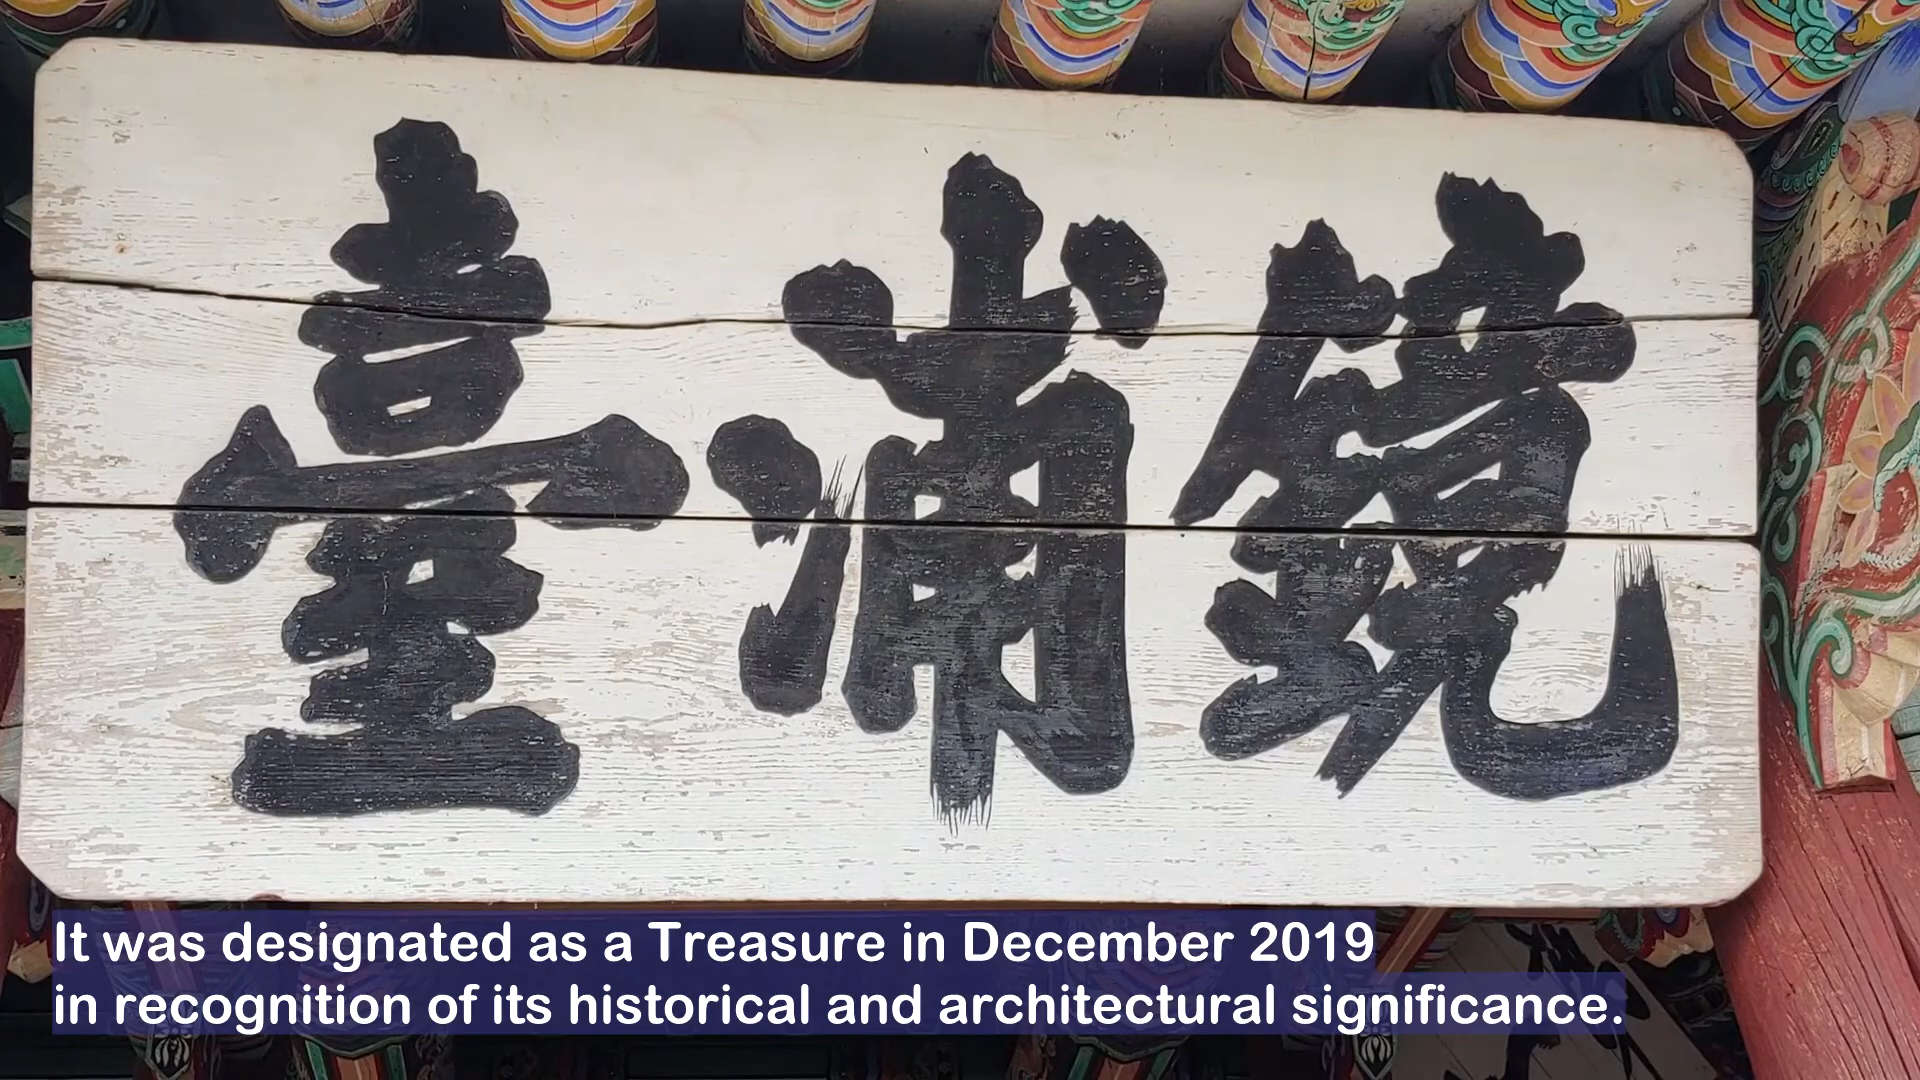 鏡浦臺
It was designated as a Treasure in December 2019
in recognition of its historical and architectural significance.